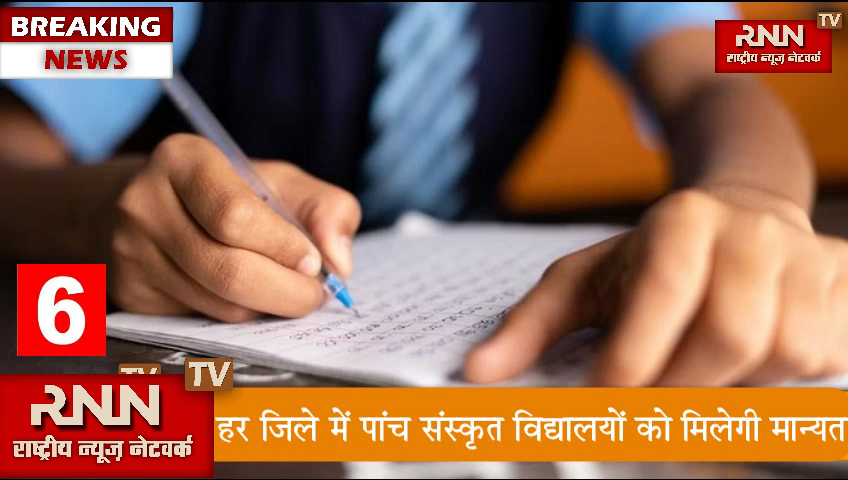 BREAKING
NEWS
RNN TV
राष्ट्रीय न्यूज़ नेटवर्क
6
TV
TV
RNN
राष्ट्रीय न्यूज़ नेटवर्क
हर जिले में पांच संस्कृत विद्यालयों को मिलेगी मान्यत